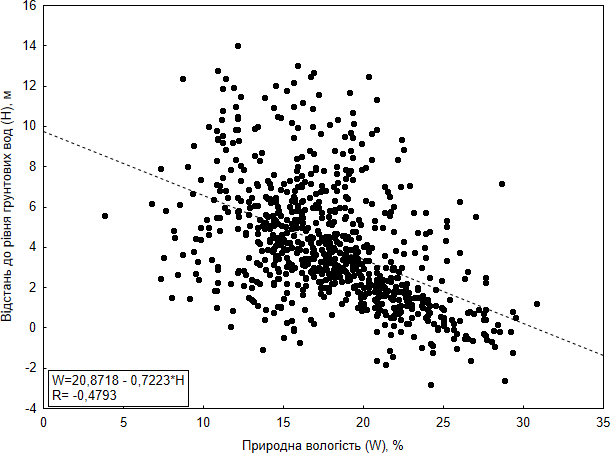 16
14
12
10
8
6
4
2
0
-2
-4
Відстань до рівня грунтових вод (H), м
W=20,8718 - 0,7223*H
R= -0,4793
0 5 10 15 20 25 30 35
Природна вологість (W), %